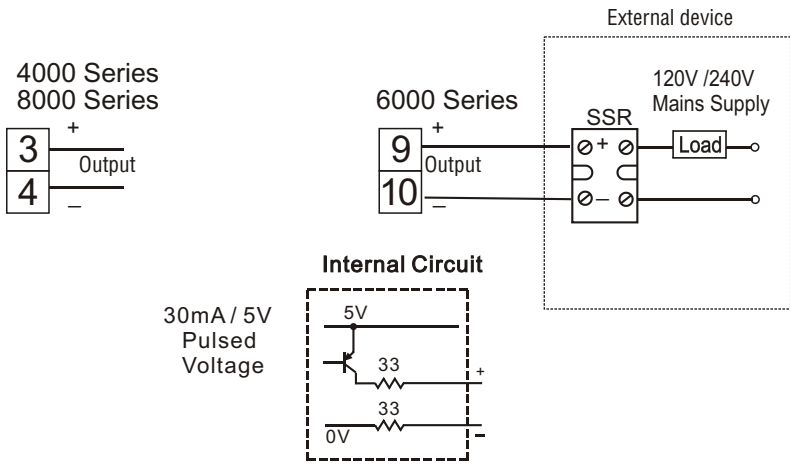 External device
4000 Series
8000 Series
3
+
Output
4
–
6000 Series
9
+
Output
10
–
SSR
+
–
120V /240V
Mains Supply
Load
Internal Circuit
30mA / 5V
Pulsed
Voltage
5V
33
+
33
0V
–